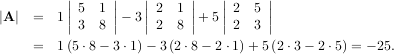 |A| = 1 | 5 1 ; 3 8 | − 3 | 2 1 ; 2 8 | + 5 | 2 5 ; 2 3 |
= 1 (5 · 8 − 3 · 1) − 3 (2 · 8 − 2 · 1) + 5 (2 · 3 − 2 · 5) = −25.